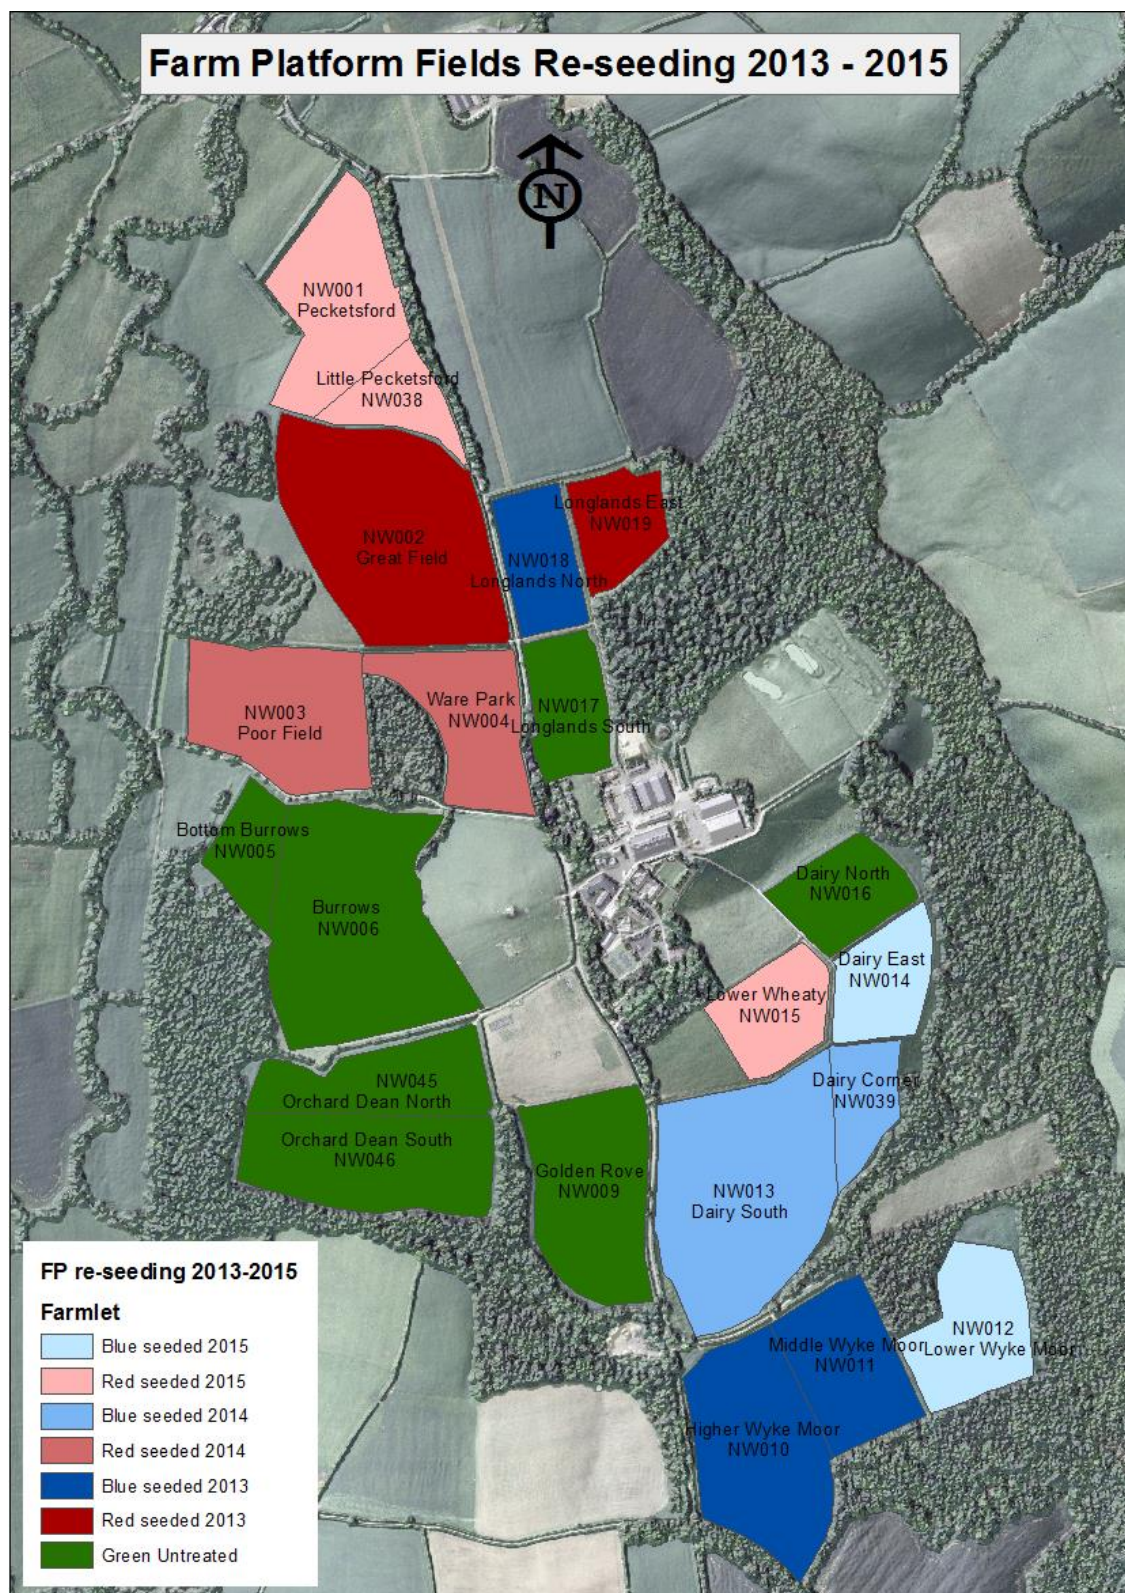 Farm Platform Fields Re-seeding 2013 - 2015
N
NW001
Pecketsford
Little Pecketsford
NW038
Longlands East
NW019
NW002
Great Field
NW018
Longlands North
Ware Park
NW004
NW003
Poor Field
NW017
Longlands South
Bottom Burrows
NW005
Burrows
NW006
Dairy North
NW016
Dairy East
NW014
Lower Wheaty
NW015
NW045
Orchard Dean North
Dairy Corner
NW039
Orchard Dean South
NW046
Golden Rove
NW009
NW013
Dairy South
NW012
Lower Wyke Moor
Middle Wyke Moor
NW011
Higher Wyke Moor
NW010
FP re-seeding 2013-2015
Farmlet
Blue seeded 2015
Red seeded 2015
Blue seeded 2014
Red seeded 2014
Blue seeded 2013
Red seeded 2013
Green Untreated